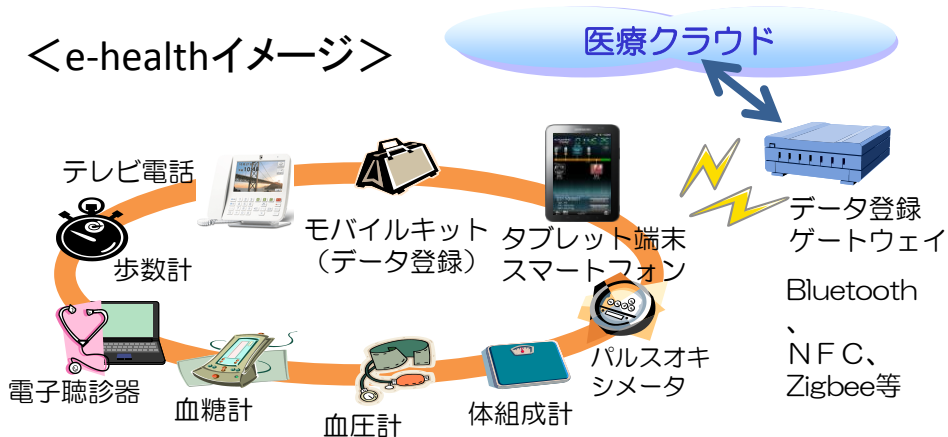 ＜e-healthイメージ＞
医療クラウド
テレビ電話
モバイルキット
（データ登録）
タブレット端末
スマートフォン
データ登録
ゲートウェイ
歩数計
Bluetooth
、
ＮＦＣ、
Zigbee等
パルスオキ
シメータ
電子聴診器
血糖計
血圧計
体組成計